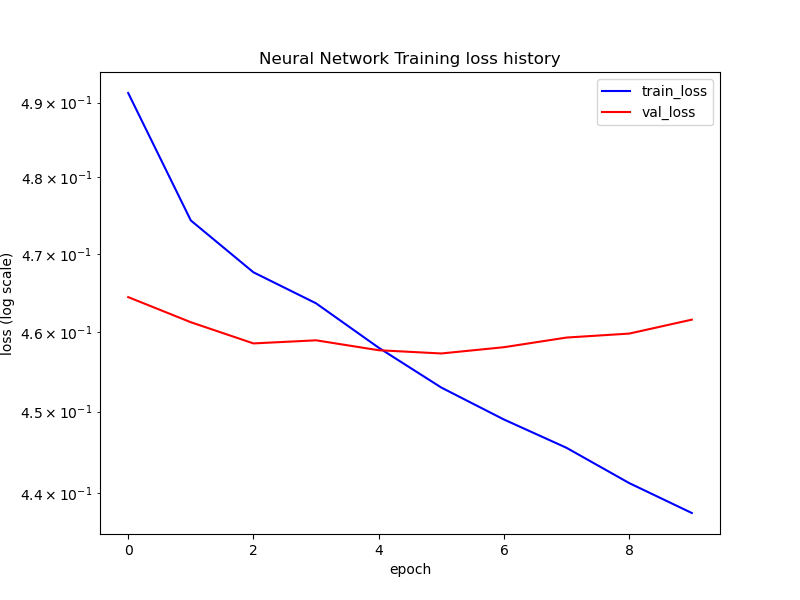 Neural Network Training loss history
train_loss
val_loss
4.9 × 10⁻¹
4.8 × 10⁻¹
4.7 × 10⁻¹
4.6 × 10⁻¹
4.5 × 10⁻¹
4.4 × 10⁻¹
loss (log scale)
0 2 4 6 8
epoch